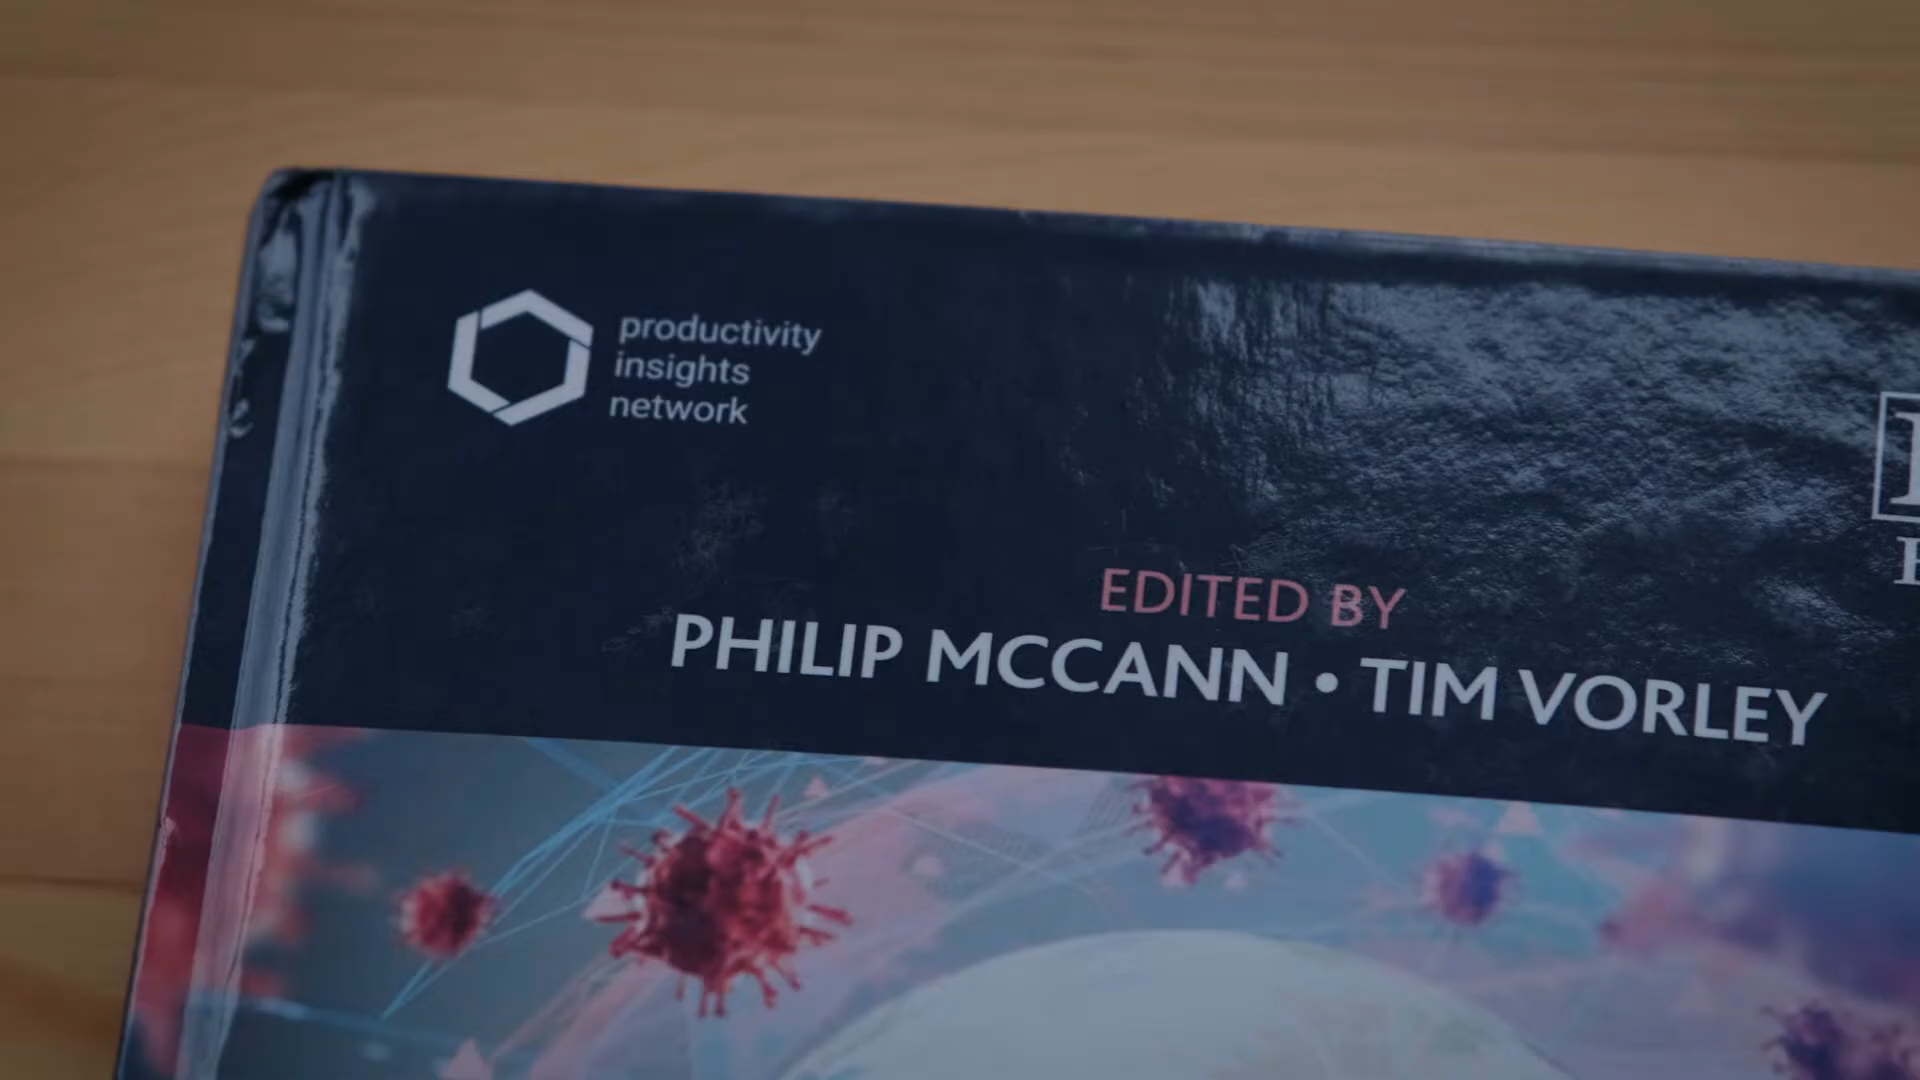 productivity
insights
network
EDITED BY
PHILIP MCCANN • TIM VORLEY